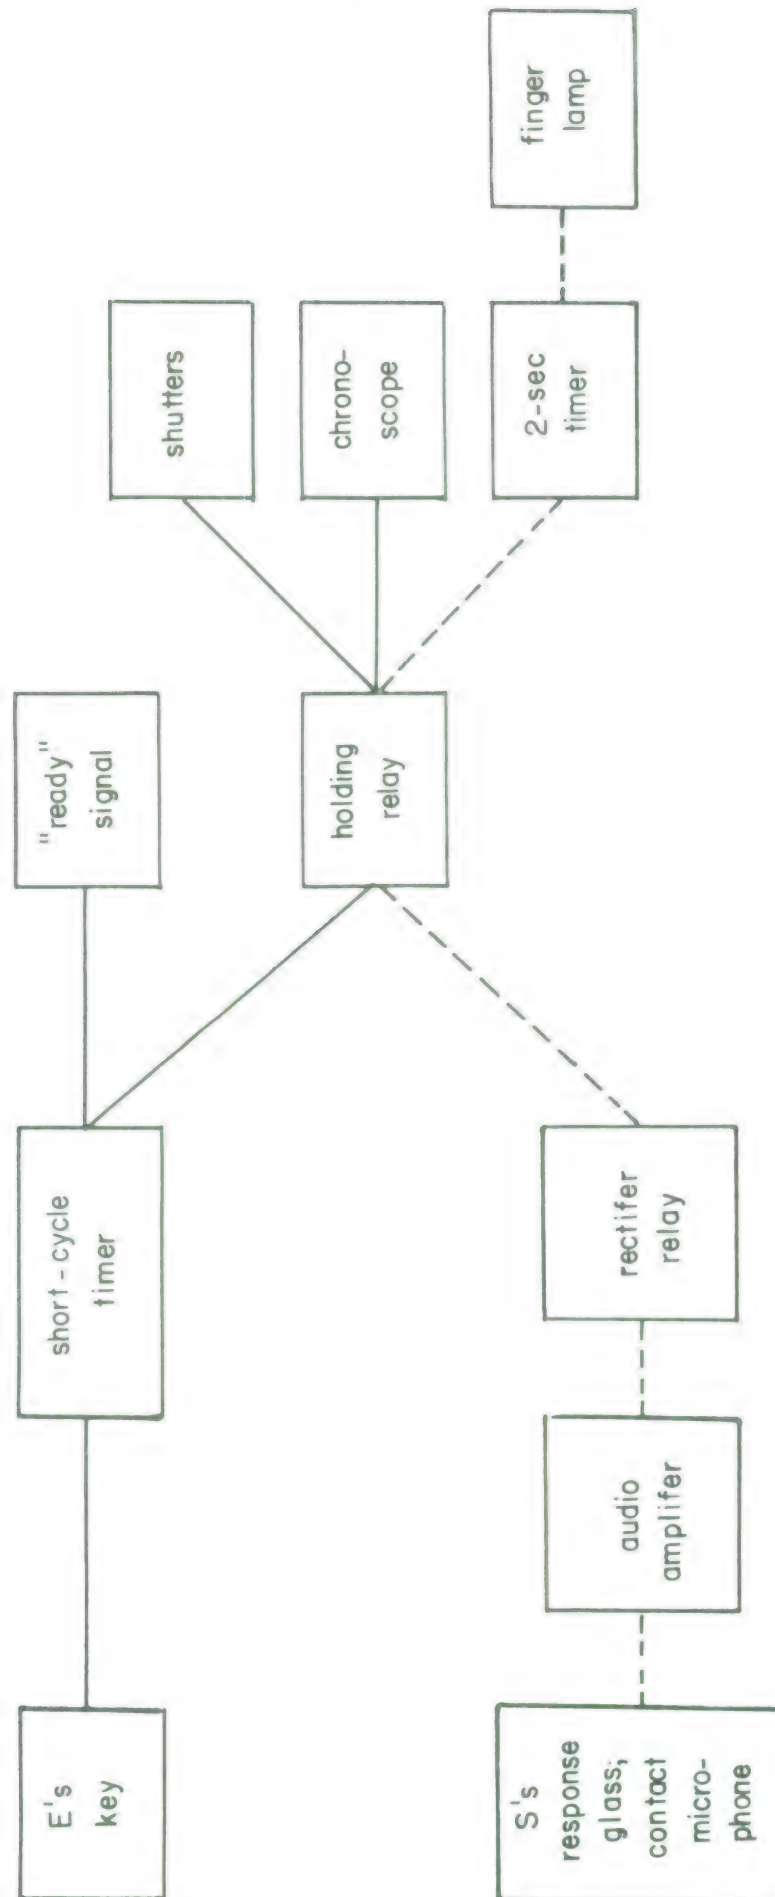 E's
key
short-cycle
timer
"ready"
signal
holding
relay
shutters
chrono-
scope
2-sec
timer
finger
lamp
S's
response
glass;
contact
micro-
phone
audio
amplifer
rectifer
relay